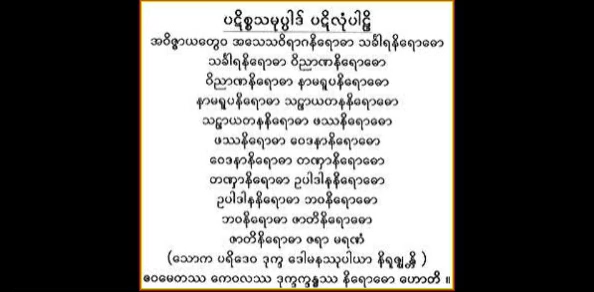 ပဋိစ္စသမုပ္ပါဒ် ပဋိလုံပါဠိ
အဝိဇ္ဇာယတွေဝ အသေသဝိရာဂနိရောဓာ သင်္ခါရနိရောဓော
သင်္ခါရနိရောဓာ ဝိညာဏနိရောဓော
ဝိညာဏနိရောဓာ နာမရူပနိရောဓော
နာမရူပနိရောဓာ သဠာယတနနိရောဓော
သဠာယတနနိရောဓာ ဖဿနိရောဓော
ဖဿနိရောဓာ ဝေဒနာနိရောဓော
ဝေဒနာနိရောဓာ တဏှာနိရောဓော
တဏှာနိရောဓာ ဥပါဒါနနိရောဓော
ဥပါဒါနနိရောဓာ ဘဝနိရောဓော
ဘဝနိရောဓာ ဇာတိနိရောဓော
ဇာတိနိရောဓာ ဇရာ မရဏံ
(သောက ပရိဒေဝ ဒုက္ခ ဒေါမနဿုပါယာ နိရုဇ္ဈန္တိ )
ဧဝမေတဿ ကေဝလဿ ဒုက္ခက္ခန္ဓဿ နိရောဓော ဟောတိ ။